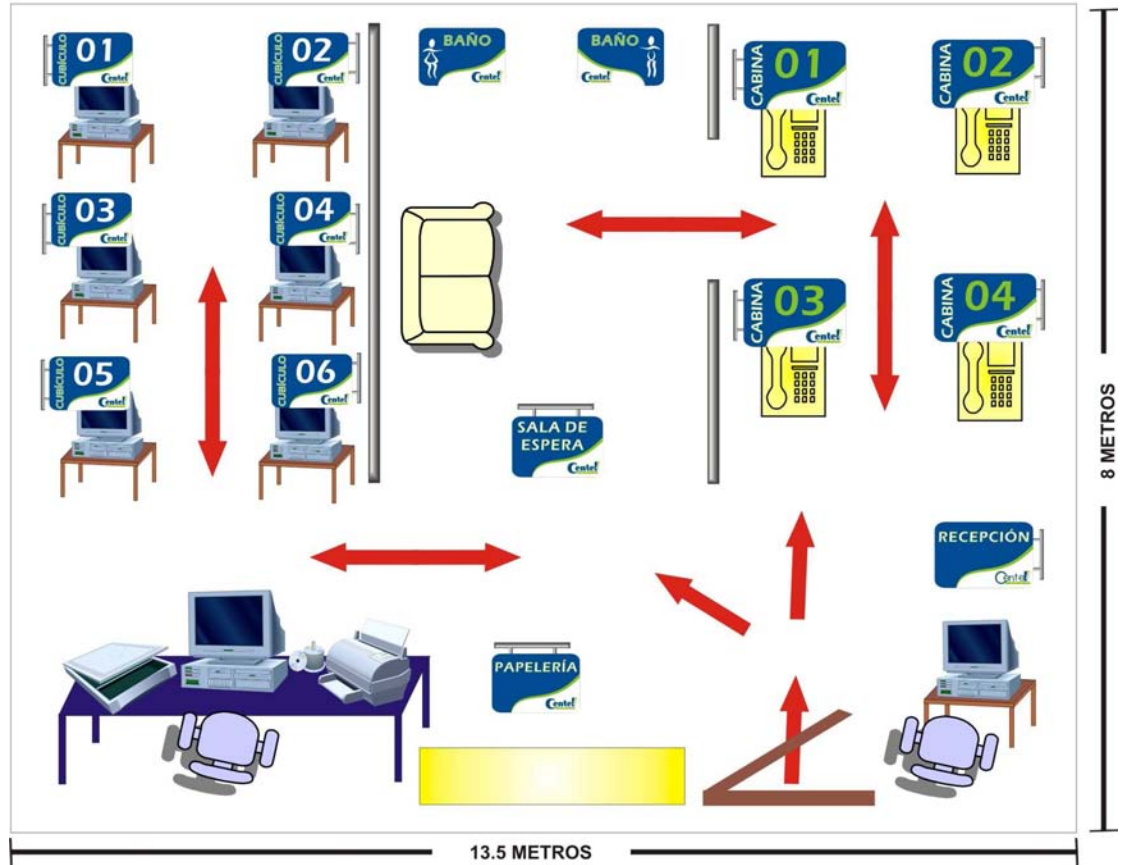 CUBÍCULO
01
Centel
CUBÍCULO
02
Centel
BAÑO
Centel
BAÑO
Centel
CABINA
01
Centel
CABINA
02
Centel
CUBÍCULO
03
Centel
CUBÍCULO
04
Centel
CABINA
03
Centel
CABINA
04
Centel
CUBÍCULO
05
Centel
CUBÍCULO
06
Centel
SALA DE
ESPERA
Centel
RECEPCIÓN
Centel
PAPELERÍA
Centel
8 METROS
13.5 METROS